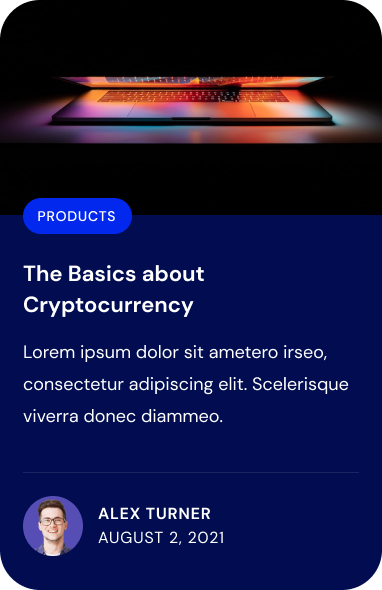 PRODUCTS
The Basics about
Cryptocurrency
Lorem ipsum dolor sit ametero irseo,
consectetur adipiscing elit. Scelerisque
viverra donec diammeo.
ALEX TURNER
AUGUST 2, 2021